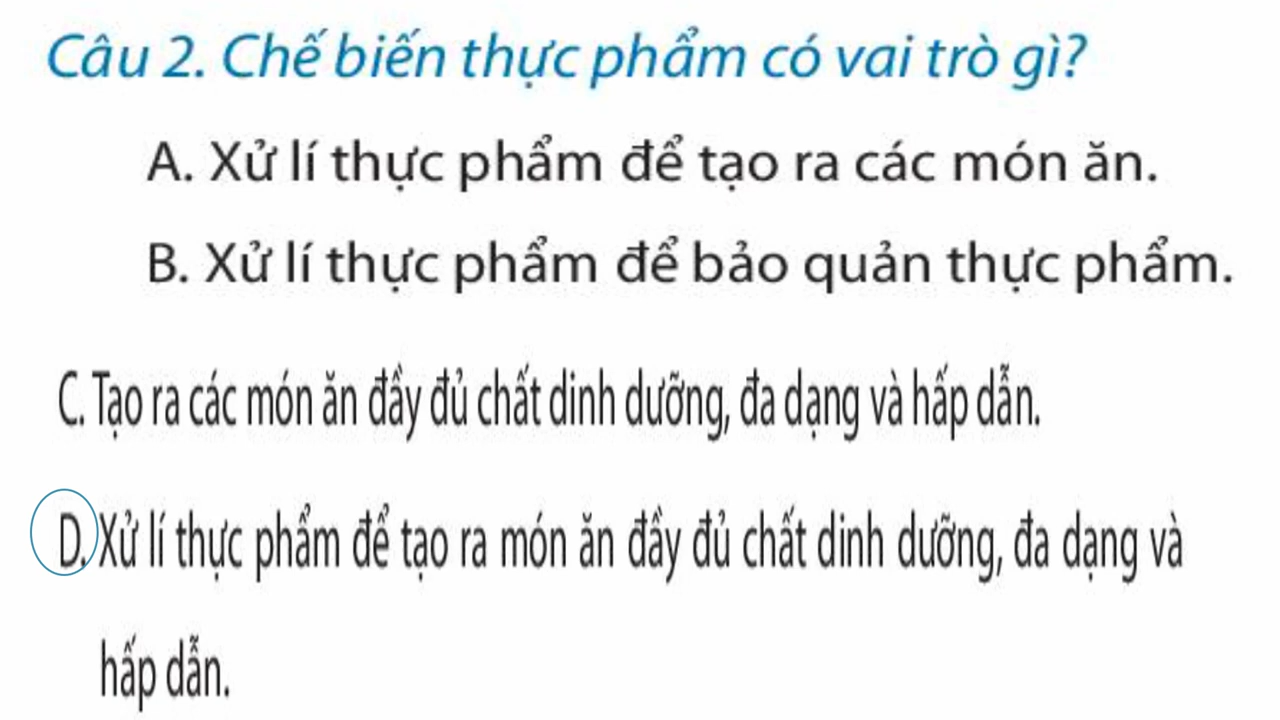 Câu 2. Chế biến thực phẩm có vai trò gì?
A. Xử lí thực phẩm để tạo ra các món ăn.
B. Xử lí thực phẩm để bảo quản thực phẩm.
C. Tạo ra các món ăn đầy đủ chất dinh dưỡng, đa dạng và hấp dẫn.
D. Xử lí thực phẩm để tạo ra món ăn đầy đủ chất dinh dưỡng, đa dạng và
hấp dẫn.